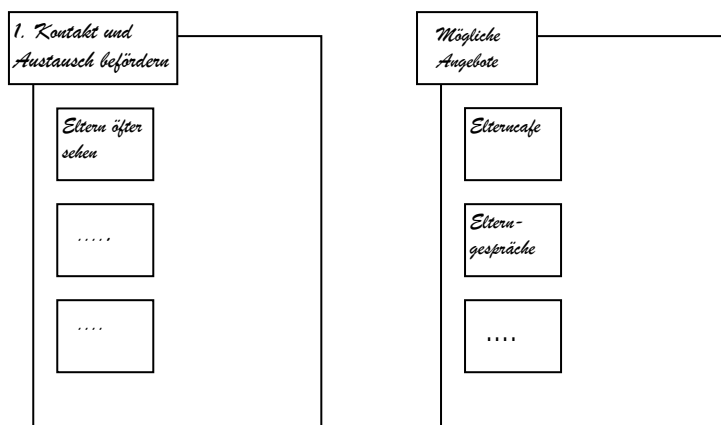 1. Kontakt und
Austausch befördern
Eltern öfter
sehen
.....
....
Mögliche
Angebote
Elterncafe
Eltern-
gespräche
....